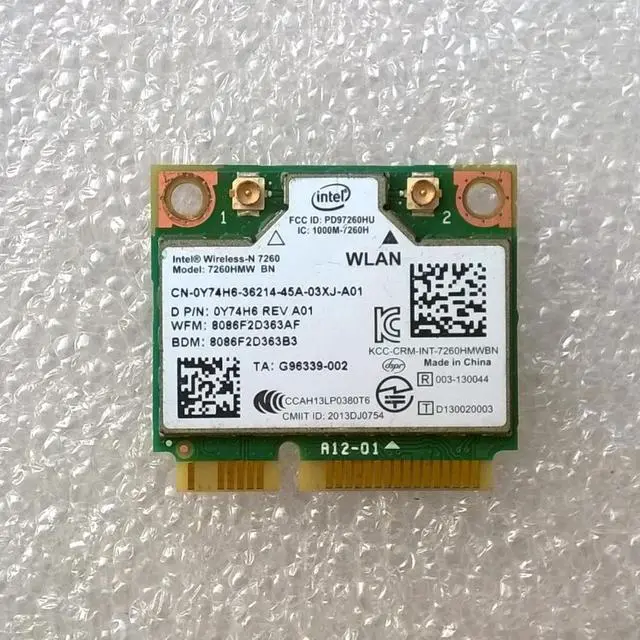 1
intel
2
FCC ID: PD97260HU
IC: 1000M-7260H
Intel® Wireless-N 7260
Model: 7260HMW BN
WLAN
CN-0Y74H6-36214-45A-03XJ-A01
D P/N: 0Y74H6 REV A01
WFM: 8086F2D363AF
BDM: 8086F2D363B3
KCC-CRM-INT-7260HMWBN
Made in China
TA: G96339-002
dspr
R 003-130044
CCAH13LP0380T6
CMIIT ID: 2013DJ0754
T D130020003
A12-01